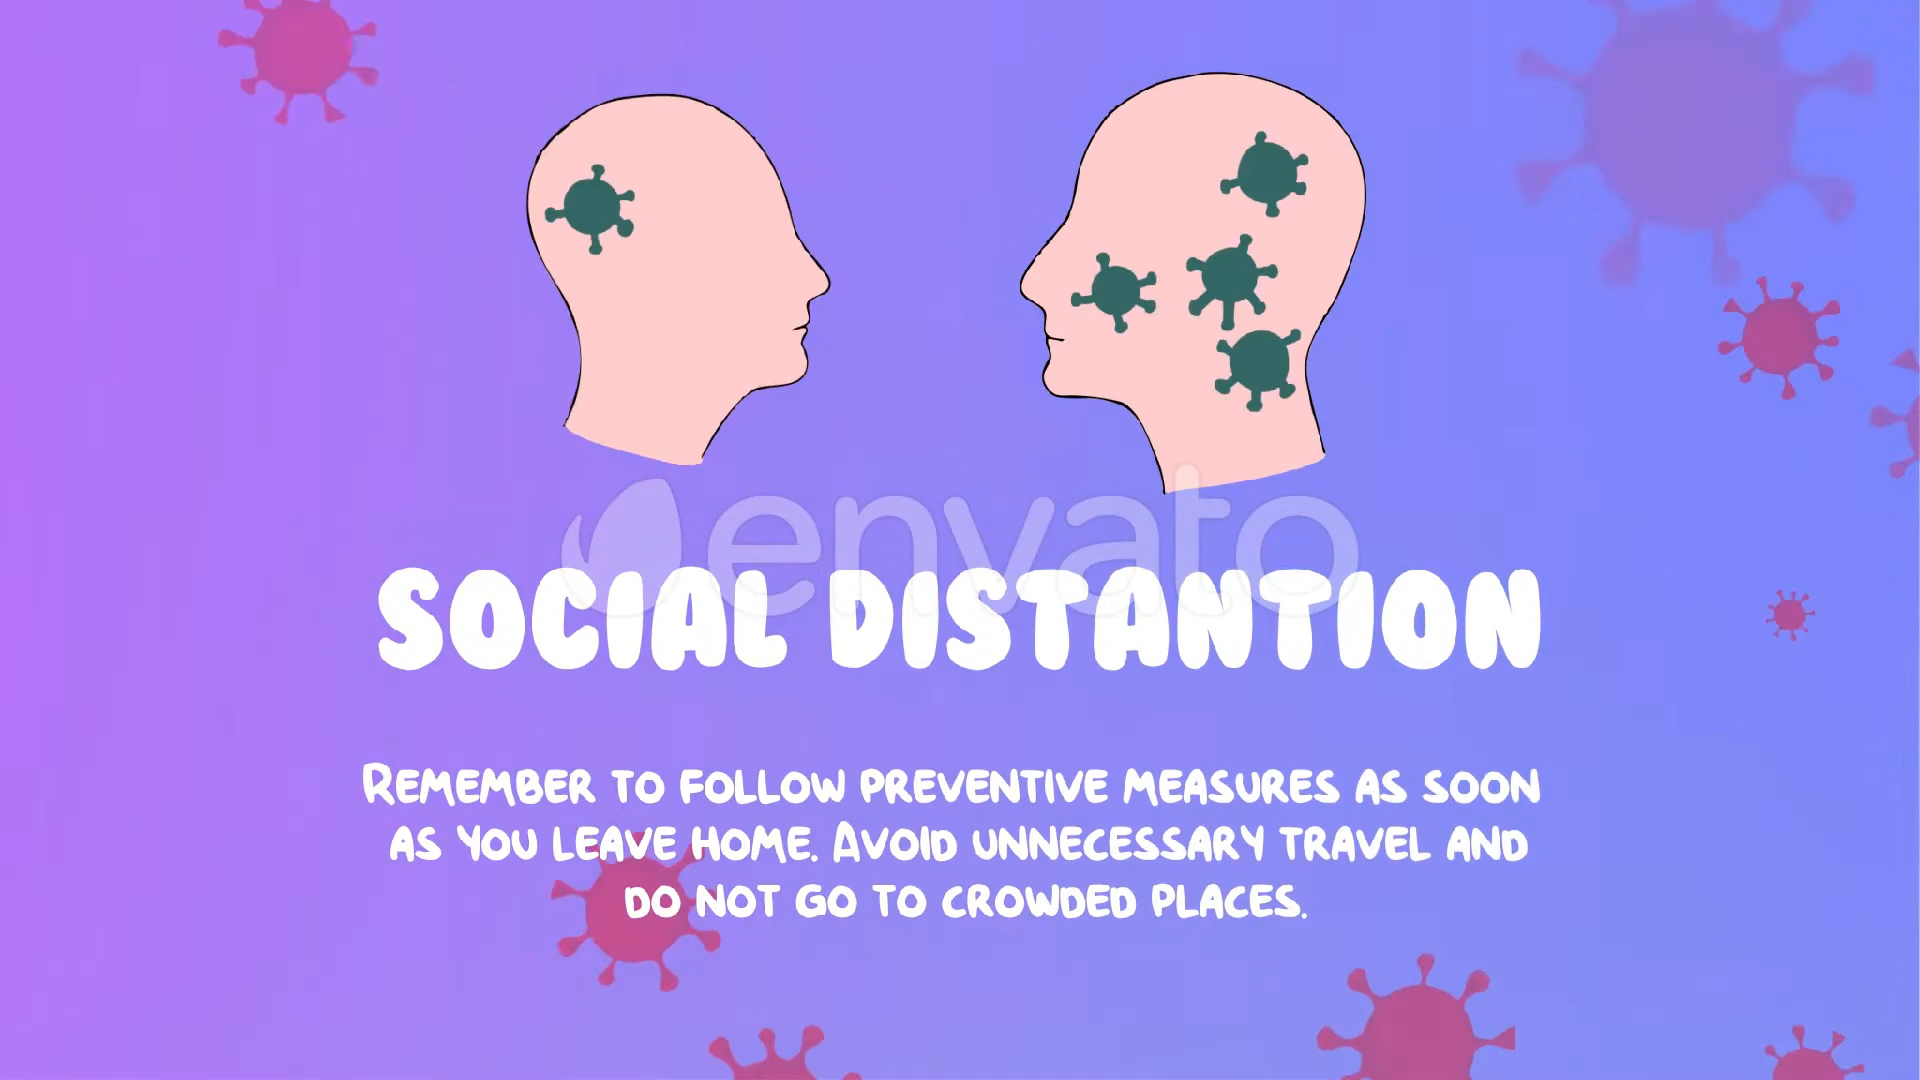 envato
SOCIAL DISTANTION
REMEMBER TO FOLLOW PREVENTIVE MEASURES AS SOON
AS YOU LEAVE HOME. AVOID UNNECESSARY TRAVEL AND
DO NOT GO TO CROWDED PLACES.